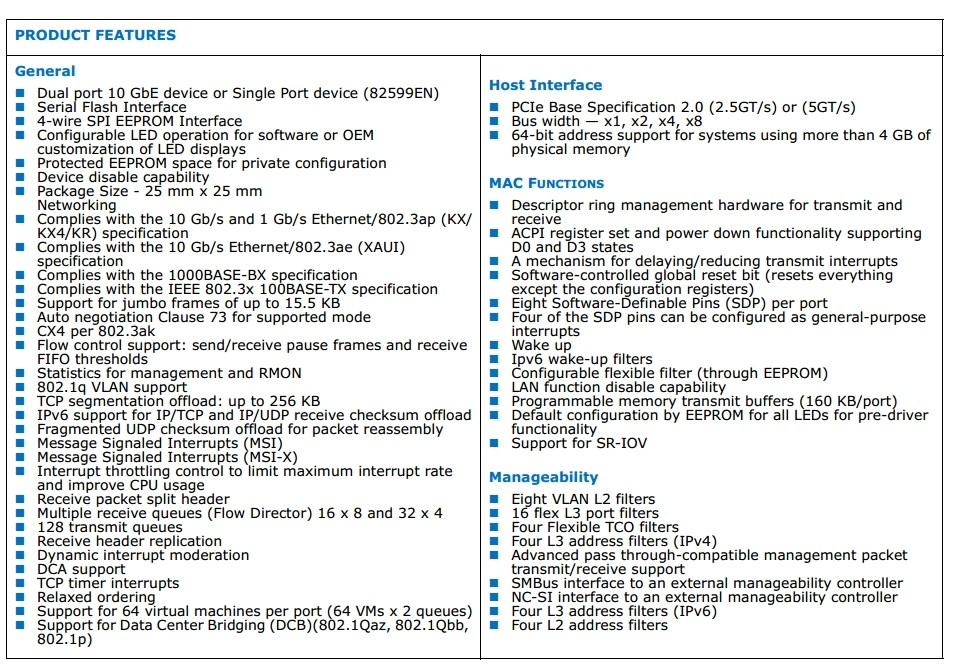 PRODUCT FEATURES
General
■ Dual port 10 GbE device or Single Port device (82599EN)
■ Serial Flash Interface
■ 4-wire SPI EEPROM Interface
■ Configurable LED operation for software or OEM
customization of LED displays
■ Protected EEPROM space for private configuration
■ Device disable capability
■ Package Size - 25 mm x 25 mm
Networking
■ Complies with the 10 Gb/s and 1 Gb/s Ethernet/802.3ap (KX/
KX4/KR) specification
■ Complies with the 10 Gb/s Ethernet/802.3ae (XAUI)
specification
■ Complies with the 1000BASE-BX specification
■ Complies with the IEEE 802.3x 100BASE-TX specification
■ Support for jumbo frames of up to 15.5 KB
■ Auto negotiation Clause 73 for supported mode
■ CX4 per 802.3ak
■ Flow control support: send/receive pause frames and receive
FIFO thresholds
■ Statistics for management and RMON
■ 802.1q VLAN support
■ TCP segmentation offload: up to 256 KB
■ IPv6 support for IP/TCP and IP/UDP receive checksum offload
■ Fragmented UDP checksum offload for packet reassembly
■ Message Signaled Interrupts (MSI)
■ Message Signaled Interrupts (MSI-X)
■ Interrupt throttling control to limit maximum interrupt rate
and improve CPU usage
■ Receive packet split header
■ Multiple receive queues (Flow Director) 16 x 8 and 32 x 4
■ 128 transmit queues
■ Receive header replication
■ Dynamic interrupt moderation
■ DCA support
■ TCP timer interrupts
■ Relaxed ordering
■ Support for 64 virtual machines per port (64 VMs x 2 queues)
■ Support for Data Center Bridging (DCB)(802.1Qaz, 802.1Qbb,
802.1p)
Host Interface
■ PCIe Base Specification 2.0 (2.5GT/s) or (5GT/s)
■ Bus width — x1, x2, x4, x8
■ 64-bit address support for systems using more than 4 GB of
physical memory
MAC FUNCTIONS
■ Descriptor ring management hardware for transmit and
receive
■ ACPI register set and power down functionality supporting
D0 and D3 states
■ A mechanism for delaying/reducing transmit interrupts
■ Software-controlled global reset bit (resets everything
except the configuration registers)
■ Eight Software-Definable Pins (SDP) per port
■ Four of the SDP pins can be configured as general-purpose
interrupts
■ Wake up
■ Ipv6 wake-up filters
■ Configurable flexible filter (through EEPROM)
■ LAN function disable capability
■ Programmable memory transmit buffers (160 KB/port)
■ Default configuration by EEPROM for all LEDs for pre-driver
functionality
■ Support for SR-IOV
Manageability
■ Eight VLAN L2 filters
■ 16 flex L3 port filters
■ Four Flexible TCO filters
■ Four L3 address filters (IPv4)
■ Advanced pass through-compatible management packet
transmit/receive support
■ SMBus interface to an external manageability controller
■ NC-SI interface to an external manageability controller
■ Four L3 address filters (IPv6)
■ Four L2 address filters